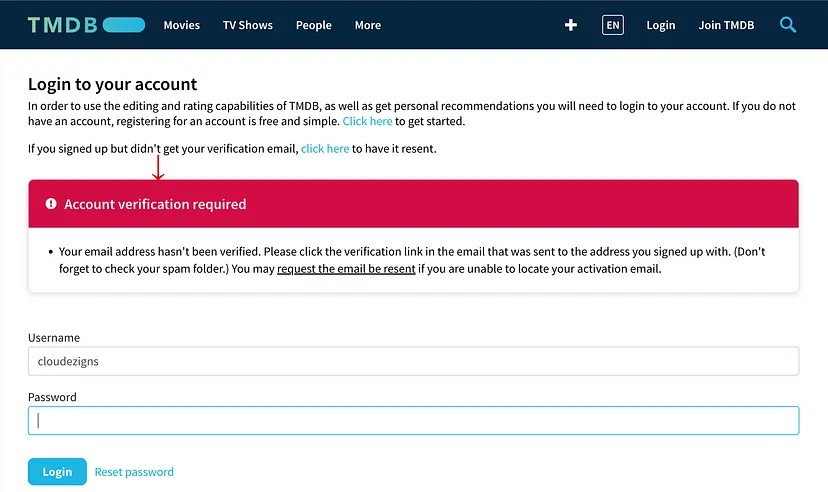 TMDB Movies TV Shows People More + EN Login Join TMDB
Login to your account
In order to use the editing and rating capabilities of TMDB, as well as get personal recommendations you will need to login to your account. If you do not
have an account, registering for an account is free and simple. Click here to get started.
If you signed up but didn't get your verification email, click here to have it resent.
Account verification required
• Your email address hasn't been verified. Please click the verification link in the email that was sent to the address you signed up with. (Don't
forget to check your spam folder.) You may request the email be resent if you are unable to locate your activation email.
Username
cloudezigns
Password
Login Reset password